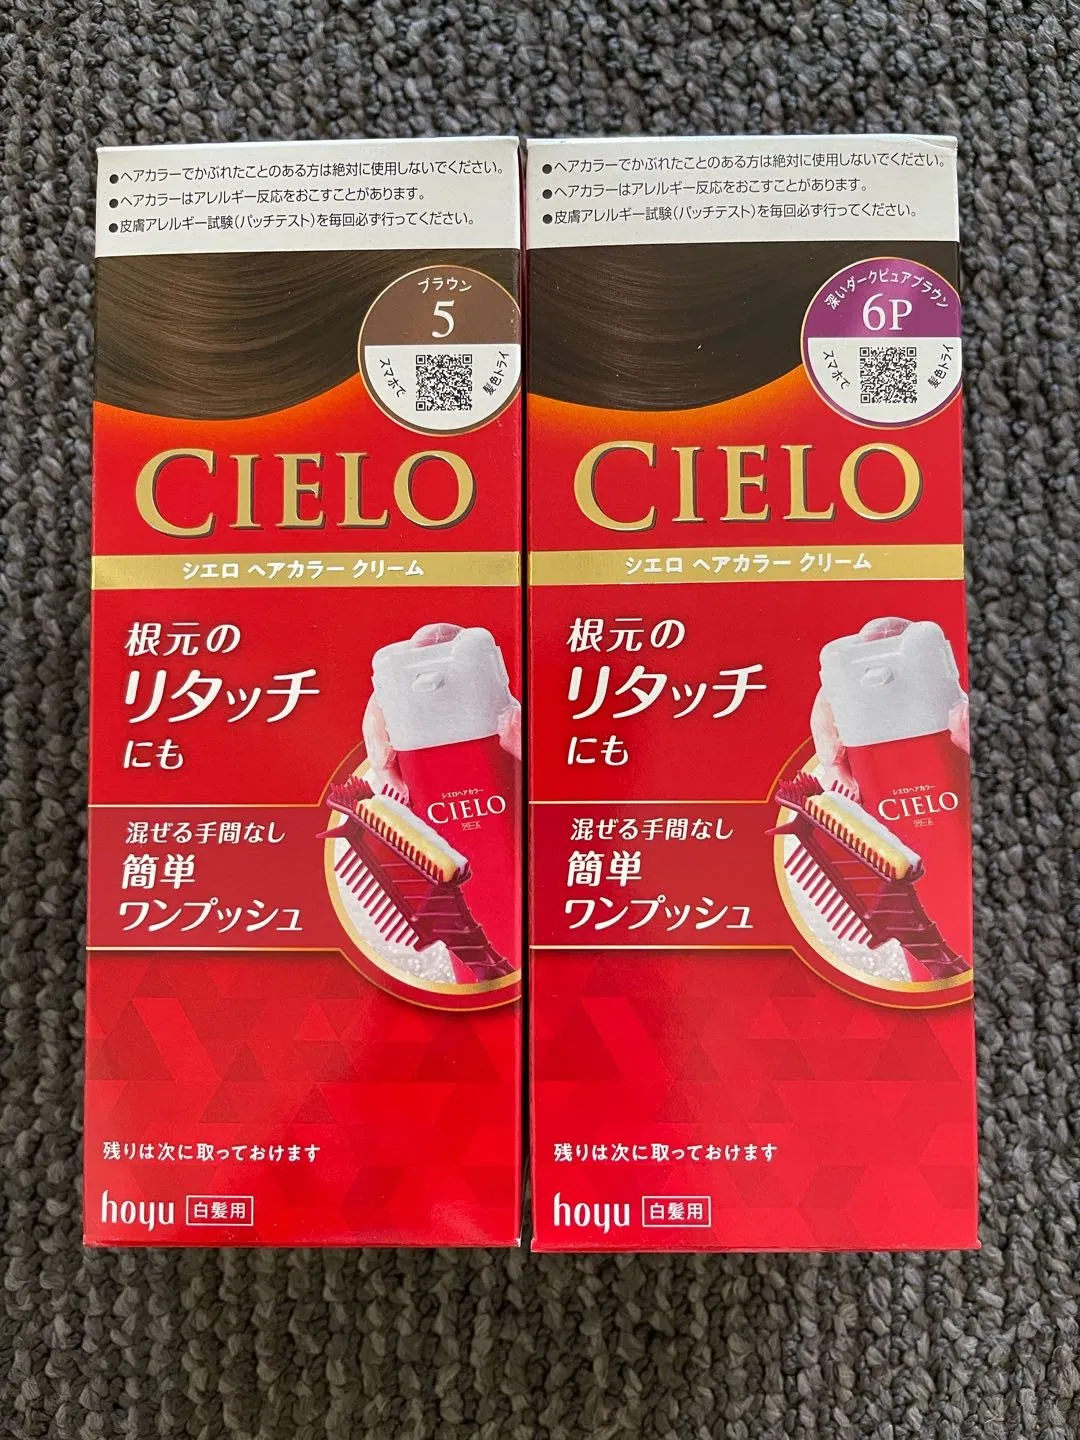 ●ヘアカラーでかぶれたことのある方は絶対に使用しないでください。
●ヘアカラーはアレルギー反応をおこすことがあります。
●皮膚アレルギー試験(パッチテスト)を毎回必ず行ってください。
ブラウン
5
スマホで
髪色トライ
CIELO
シエロ ヘアカラー クリーム
根元の
リタッチ
にも
シエロヘアカラー
CIELO
クリーム
混ぜる手間なし
簡単
ワンプッシュ
残りは次に取っておけます
hoyu 白髪用
●ヘアカラーでかぶれたことのある方は絶対に使用しないでください。
●ヘアカラーはアレルギー反応をおこすことがあります。
●皮膚アレルギー試験(パッチテスト)を毎回必ず行ってください。
深いダークピュアブラウン
6P
スマホで
髪色トライ
CIELO
シエロ ヘアカラー クリーム
根元の
リタッチ
にも
シエロヘアカラー
CIELO
クリーム
混ぜる手間なし
簡単
ワンプッシュ
残りは次に取っておけます
hoyu 白髪用